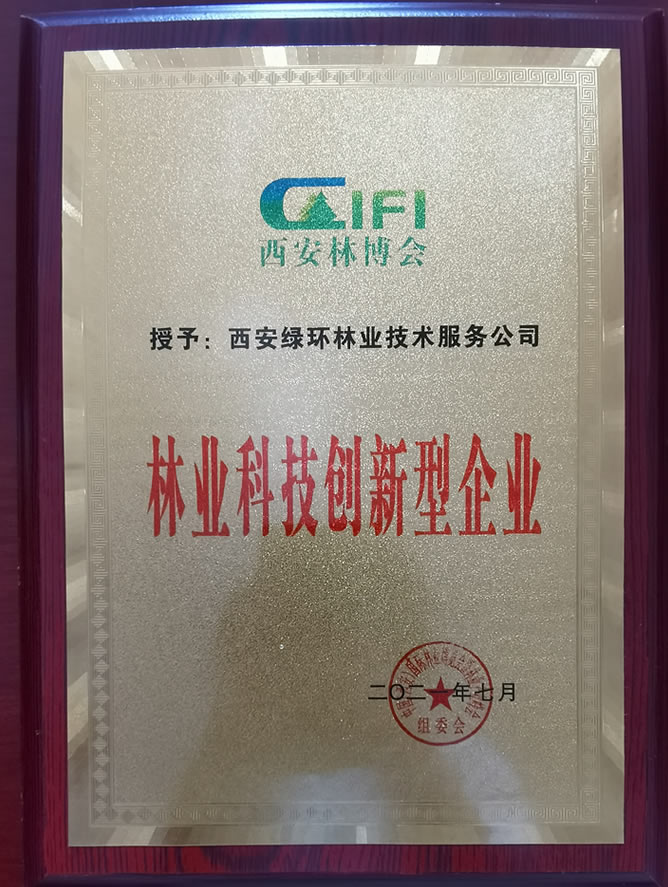 CIFI
西安林博会
授予：西安绿环林业技术服务公司
林业科技创新型企业
二〇二一年七月
组委会